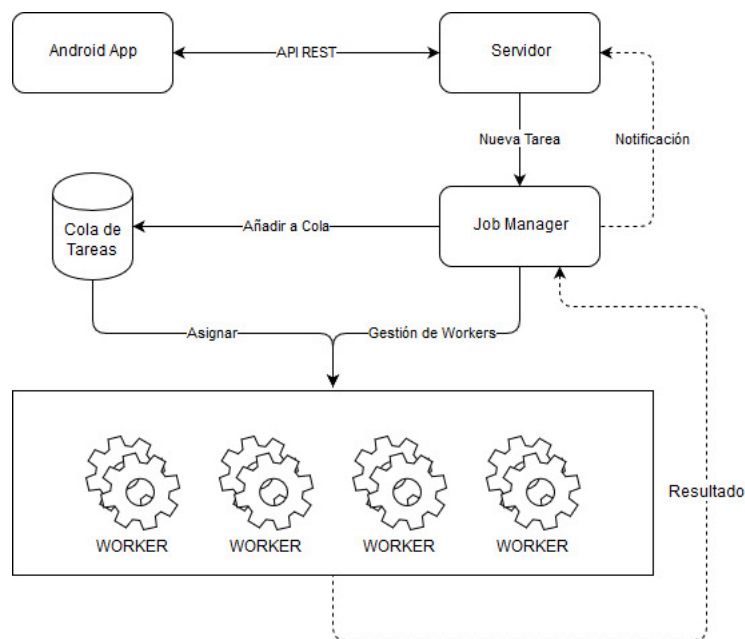 Android App
API REST
Servidor
Nueva Tarea
Notificación
Cola de
Tareas
Añadir a Cola
Job Manager
Asignar
Gestión de Workers
WORKER
WORKER
WORKER
WORKER
Resultado